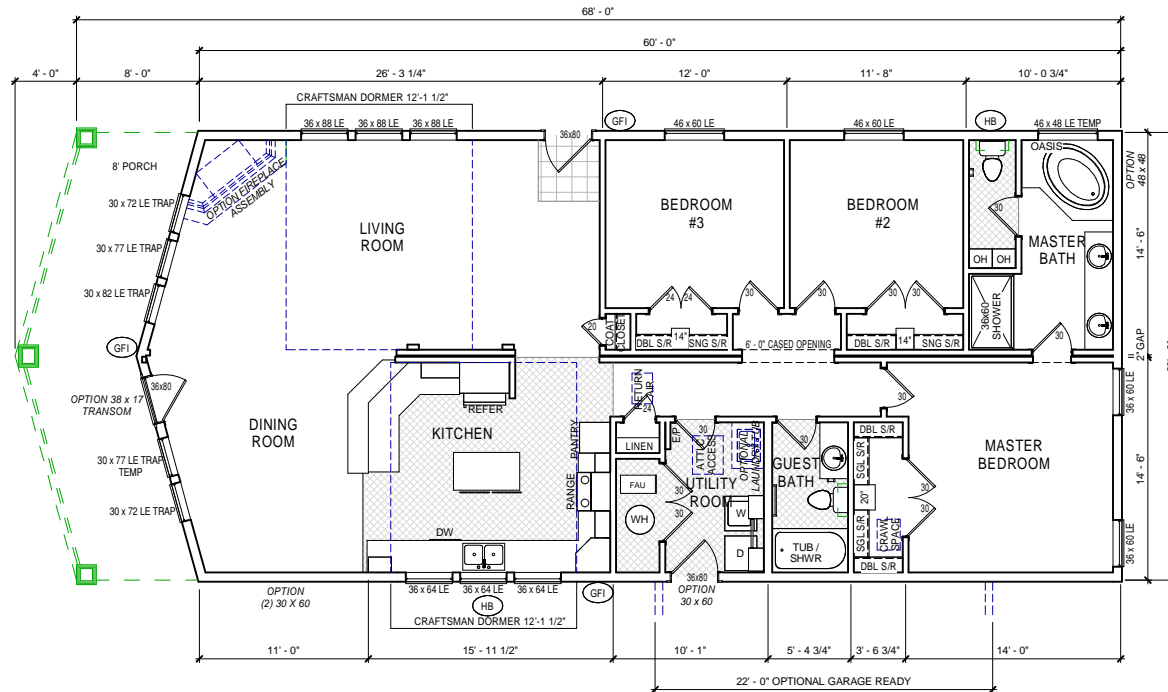 68' - 0"
60' - 0"
4' - 0"
8' - 0"
26' - 3 1/4"
12' - 0"
11' - 8"
10' - 0 3/4"
CRAFTSMAN DORMER 12'-1 1/2"
36 x 88 LE
36 x 88 LE
36 x 88 LE
36x80
GFI
46 x 60 LE
46 x 60 LE
HB
46 x 48 LE TEMP
OASIS
OPTION
48 x 48
8' PORCH
OPTION FIREPLACE
ASSEMBLY
30 x 72 LE TRAP
30 x 77 LE TRAP
30 x 82 LE TRAP
LIVING
ROOM
BEDROOM
#3
BEDROOM
#2
30
MASTER
BATH
14' - 6"
OH
OH
36x60
SHOWER
24
24
30
30
30
30
30
20
COAT
CLOSET
DBL S/R
14"
SNG S/R
6' - 0" CASED OPENING
DBL S/R
14"
SNG S/R
2" GAP
GFI
36x80
OPTION 38 x 17
TRANSOM
DINING
ROOM
30 x 77 LE TRAP
TEMP
30 x 72 LE TRAP
REFER
KITCHEN
PANTRY
RANGE
DW
RETURN
AIR
24
LINEN
E/P
30
ATTIC
ACCESS
OPTIONAL
LAUNDRY TUB
UTILITY
ROOM
FAU
WH
30
30
W
D
30
GUEST
BATH
TUB /
SHWR
30
DBL S/R
SGL S/R
20"
SGL S/R
CRAWL
SPACE
DBL S/R
30
30
MASTER
BEDROOM
36 x 60 LE
14' - 6"
36 x 60 LE
OPTION
(2) 30 X 60
36 x 64 LE
36 x 64 LE
36 x 64 LE
HB
GFI
36x80
OPTION
30 x 60
CRAFTSMAN DORMER 12'-1 1/2"
11' - 0"
15' - 11 1/2"
10' - 1"
5' - 4 3/4"
3' - 6 3/4"
14' - 0"
22' - 0" OPTIONAL GARAGE READY